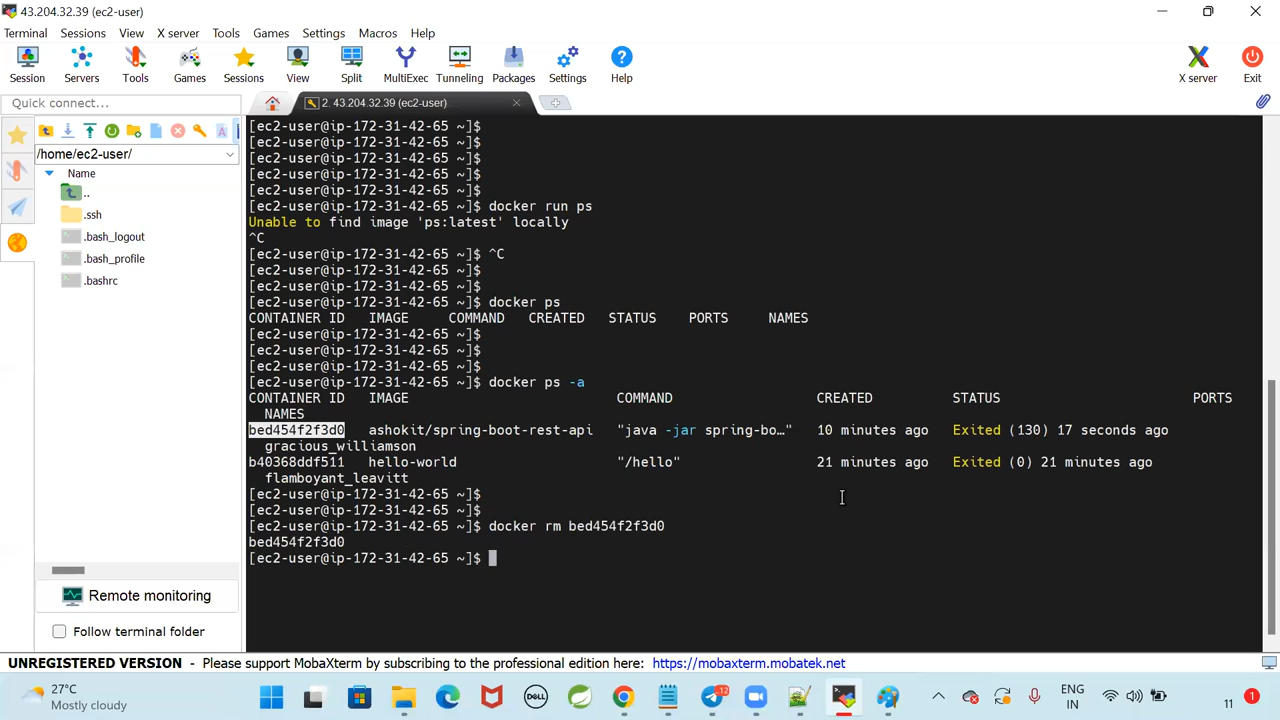 43.204.32.39 (ec2-user)
Terminal Sessions View X server Tools Games Settings Macros Help
Session Servers Tools Games Sessions View Split MultiExec Tunneling Packages Settings Help X server Exit
Quick connect...
2. 43.204.32.39 (ec2-user)
/home/ec2-user/
Name
..
.ssh
.bash_logout
.bash_profile
.bashrc
Remote monitoring
Follow terminal folder
[ec2-user@ip-172-31-42-65 ~]$
[ec2-user@ip-172-31-42-65 ~]$
[ec2-user@ip-172-31-42-65 ~]$
[ec2-user@ip-172-31-42-65 ~]$
[ec2-user@ip-172-31-42-65 ~]$
[ec2-user@ip-172-31-42-65 ~]$ docker run ps
Unable to find image 'ps:latest' locally
^C
[ec2-user@ip-172-31-42-65 ~]$ ^C
[ec2-user@ip-172-31-42-65 ~]$
[ec2-user@ip-172-31-42-65 ~]$
[ec2-user@ip-172-31-42-65 ~]$ docker ps
CONTAINER ID IMAGE COMMAND CREATED STATUS PORTS NAMES
[ec2-user@ip-172-31-42-65 ~]$
[ec2-user@ip-172-31-42-65 ~]$
[ec2-user@ip-172-31-42-65 ~]$
[ec2-user@ip-172-31-42-65 ~]$ docker ps -a
CONTAINER ID IMAGE COMMAND CREATED STATUS PORTS
NAMES
bed454f2f3d0 ashokit/spring-boot-rest-api "java -jar spring-bo…" 10 minutes ago Exited (130) 17 seconds ago
gracious_williamson
b40368ddf511 hello-world "/hello" 21 minutes ago Exited (0) 21 minutes ago
flamboyant_leavitt
[ec2-user@ip-172-31-42-65 ~]$
[ec2-user@ip-172-31-42-65 ~]$
[ec2-user@ip-172-31-42-65 ~]$ docker rm bed454f2f3d0
bed454f2f3d0
[ec2-user@ip-172-31-42-65 ~]$
UNREGISTERED VERSION - Please support MobaXterm by subscribing to the professional edition here: https://mobaxterm.mobatek.net
27°C
Mostly cloudy
DELL
12
ENG
IN
11
1